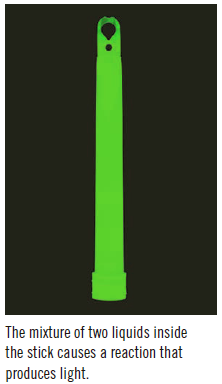 The mixture of two liquids inside
the stick causes a reaction that
produces light.